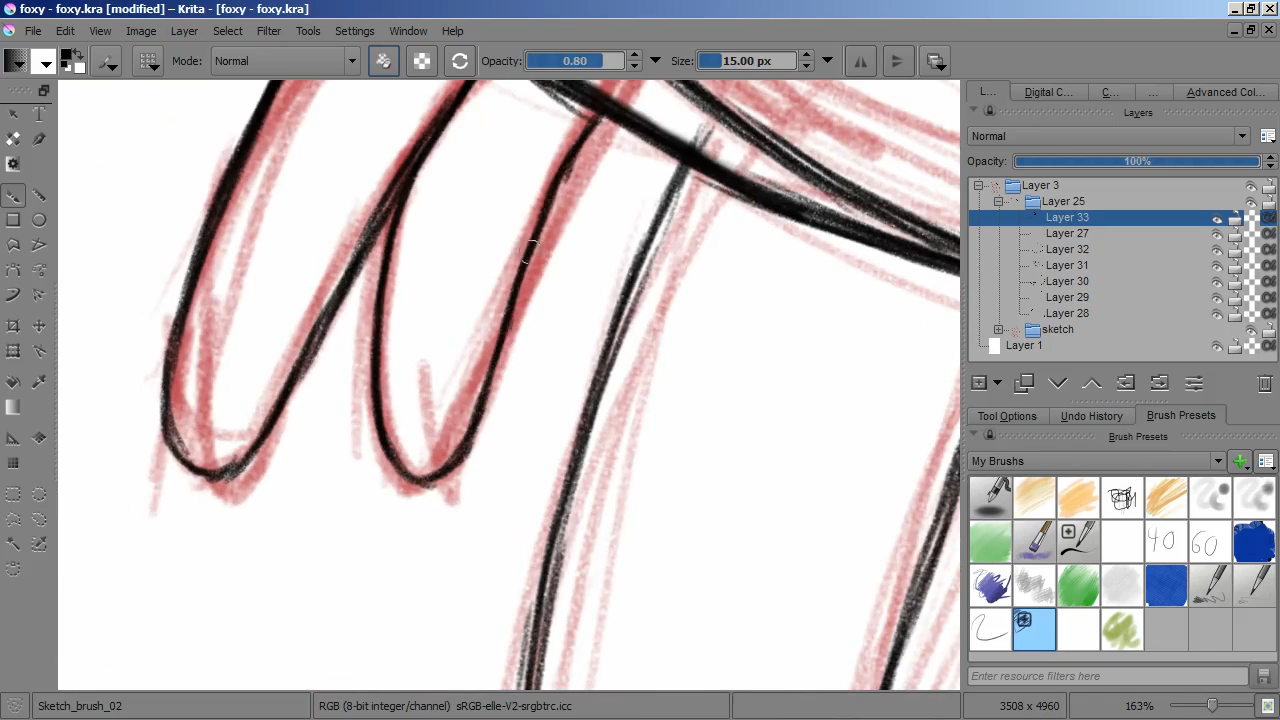 foxy - foxy.kra [modified] – Krita - [foxy - foxy.kra]
File Edit View Image Layer Select Filter Tools Settings Window Help
Mode: Normal Opacity: 0.80 Size: 15.00 px
L... Digital C... C... ... Advanced Col...
Layers
Normal
Opacity: 100%
Layer 3
Layer 25
Layer 33
Layer 27
Layer 32
Layer 31
Layer 30
Layer 29
Layer 28
sketch
Layer 1
Tool Options Undo History Brush Presets
Brush Presets
My Brushes
40 60
Enter resource filters here
Sketch_brush_02 RGB (8-bit integer/channel) sRGB-elle-V2-srgbtrc.icc 3508 x 4960 163%